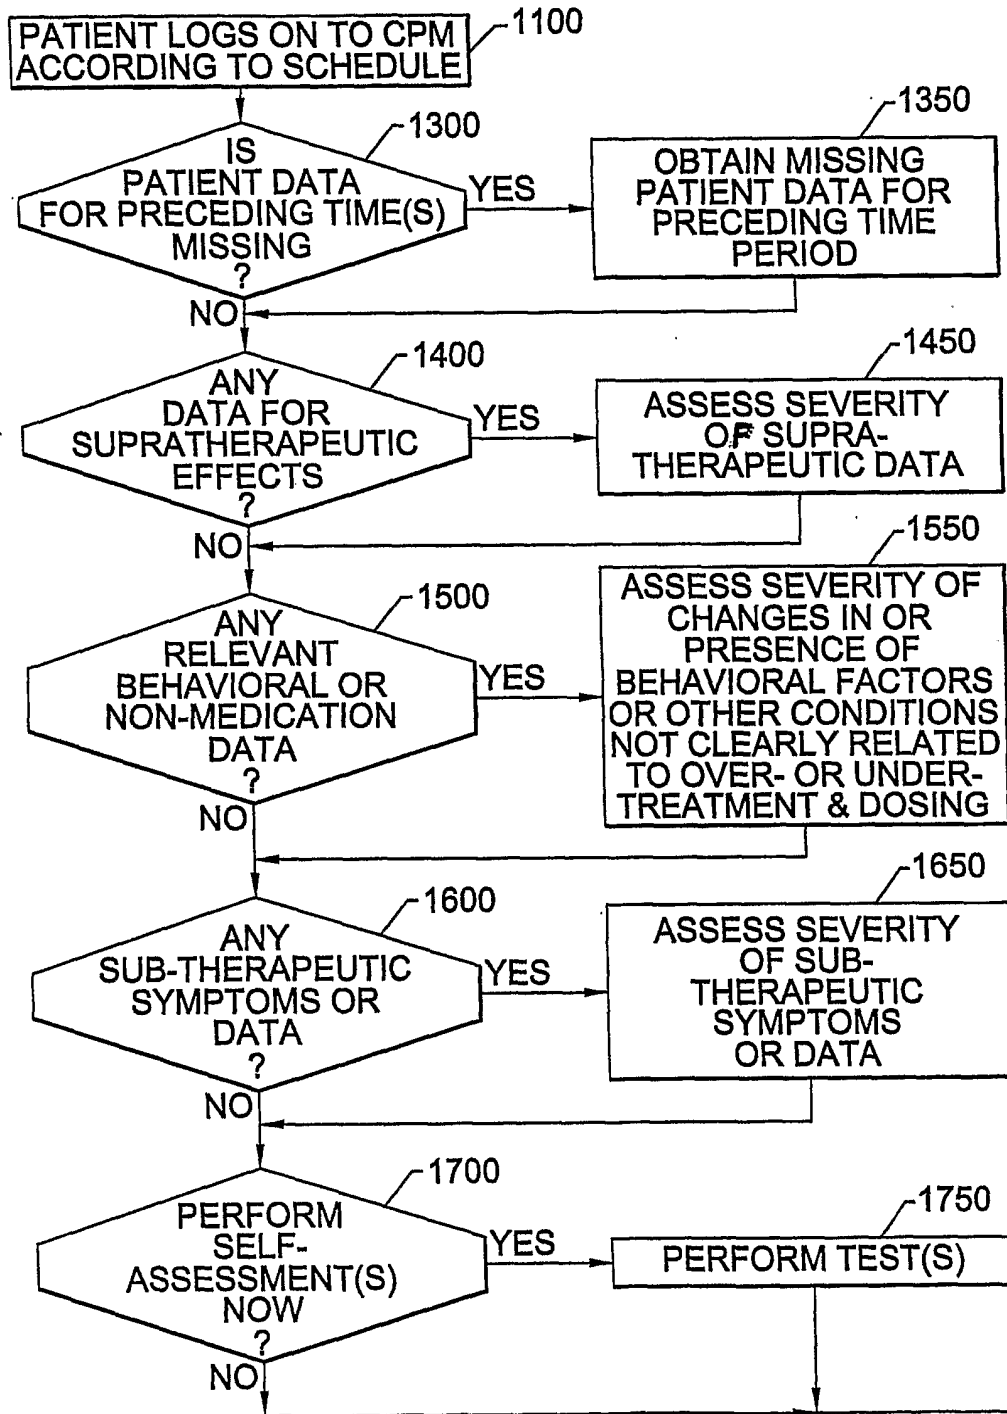 PATIENT LOGS ON TO CPM
ACCORDING TO SCHEDULE
1100
1300
IS
PATIENT DATA
FOR PRECEDING TIME(S)
MISSING
?
YES
NO
1350
OBTAIN MISSING
PATIENT DATA FOR
PRECEDING TIME
PERIOD
1400
ANY
DATA FOR
SUPRATHERAPEUTIC
EFFECTS
?
YES
NO
1450
ASSESS SEVERITY
OF SUPRA-
THERAPEUTIC DATA
1500
ANY
RELEVANT
BEHAVIORAL OR
NON-MEDICATION
DATA
?
YES
NO
1550
ASSESS SEVERITY OF
CHANGES IN OR
PRESENCE OF
BEHAVIORAL FACTORS
OR OTHER CONDITIONS
NOT CLEARLY RELATED
TO OVER- OR UNDER-
TREATMENT & DOSING
1600
ANY
SUB-THERAPEUTIC
SYMPTOMS OR
DATA
?
YES
NO
1650
ASSESS SEVERITY
OF SUB-
THERAPEUTIC
SYMPTOMS
OR DATA
1700
PERFORM
SELF-
ASSESSMENT(S)
NOW
?
YES
NO
1750
PERFORM TEST(S)